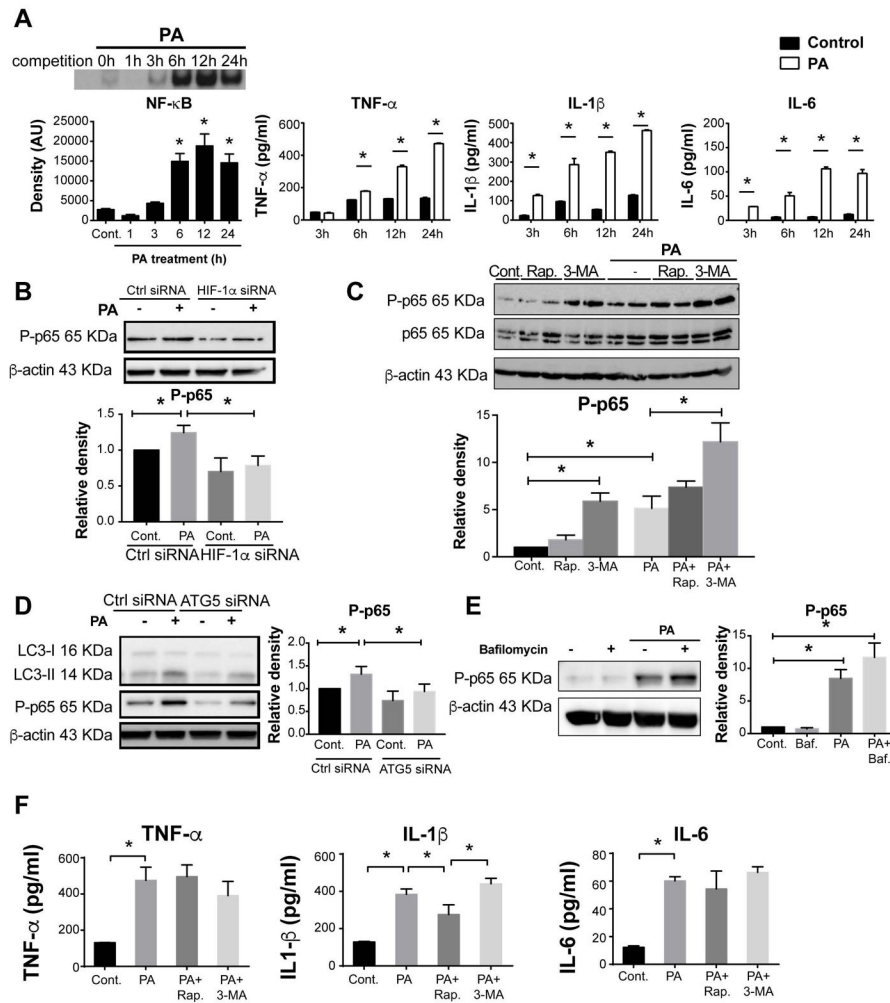 A
PA
competition 0h 1h 3h 6h 12h 24h
Control
PA
NF-κB
Density (AU)
25000
20000
15000
10000
5000
0
* * *
Cont. 1 3 6 12 24
PA treatment (h)
TNF-α
TNF-α (pg/ml)
600
400
200
0
* * *
3h 6h 12h 24h
IL-1β
IL-1β (pg/ml)
600
400
200
0
* * * *
3h 6h 12h 24h
IL-6
IL-6 (pg/ml)
200
150
100
50
0
* * * *
3h 6h 12h 24h
B
Ctrl siRNA HIF-1α siRNA
PA - + - +
P-p65 65 KDa
β-actin 43 KDa
P-p65
* *
Relative density
1.5
1.0
0.5
0.0
Cont. PA Cont. PA
Ctrl siRNA HIF-1α siRNA
C
PA
Cont. Rap. 3-MA - Rap. 3-MA
P-p65 65 KDa
p65 65 KDa
β-actin 43 KDa
P-p65
Relative density
15
10
5
0
* * *
Cont. Rap. 3-MA PA PA+ Rap. PA+ 3-MA
D
Ctrl siRNA ATG5 siRNA
PA - + - +
LC3-I 16 KDa
LC3-II 14 KDa
P-p65 65 KDa
β-actin 43 KDa
P-p65
Relative density
2.0
1.5
1.0
0.5
0.0
* *
Cont. PA Cont. PA
Ctrl siRNA ATG5 siRNA
E
PA
Bafilomycin - + - +
P-p65 65 KDa
β-actin 43 KDa
P-p65
Relative density
15
10
5
0
* *
Cont. Baf. PA PA+ Baf.
F
TNF-α
TNF-α (pg/ml)
600
400
200
0
*
Cont. PA PA+ Rap. PA+ 3-MA
IL-1β
IL1-β (pg/ml)
600
400
200
0
* * *
Cont. PA PA+ Rap. PA+ 3-MA
IL-6
IL-6 (pg/ml)
80
60
40
20
0
*
Cont. PA PA+ Rap. PA+ 3-MA